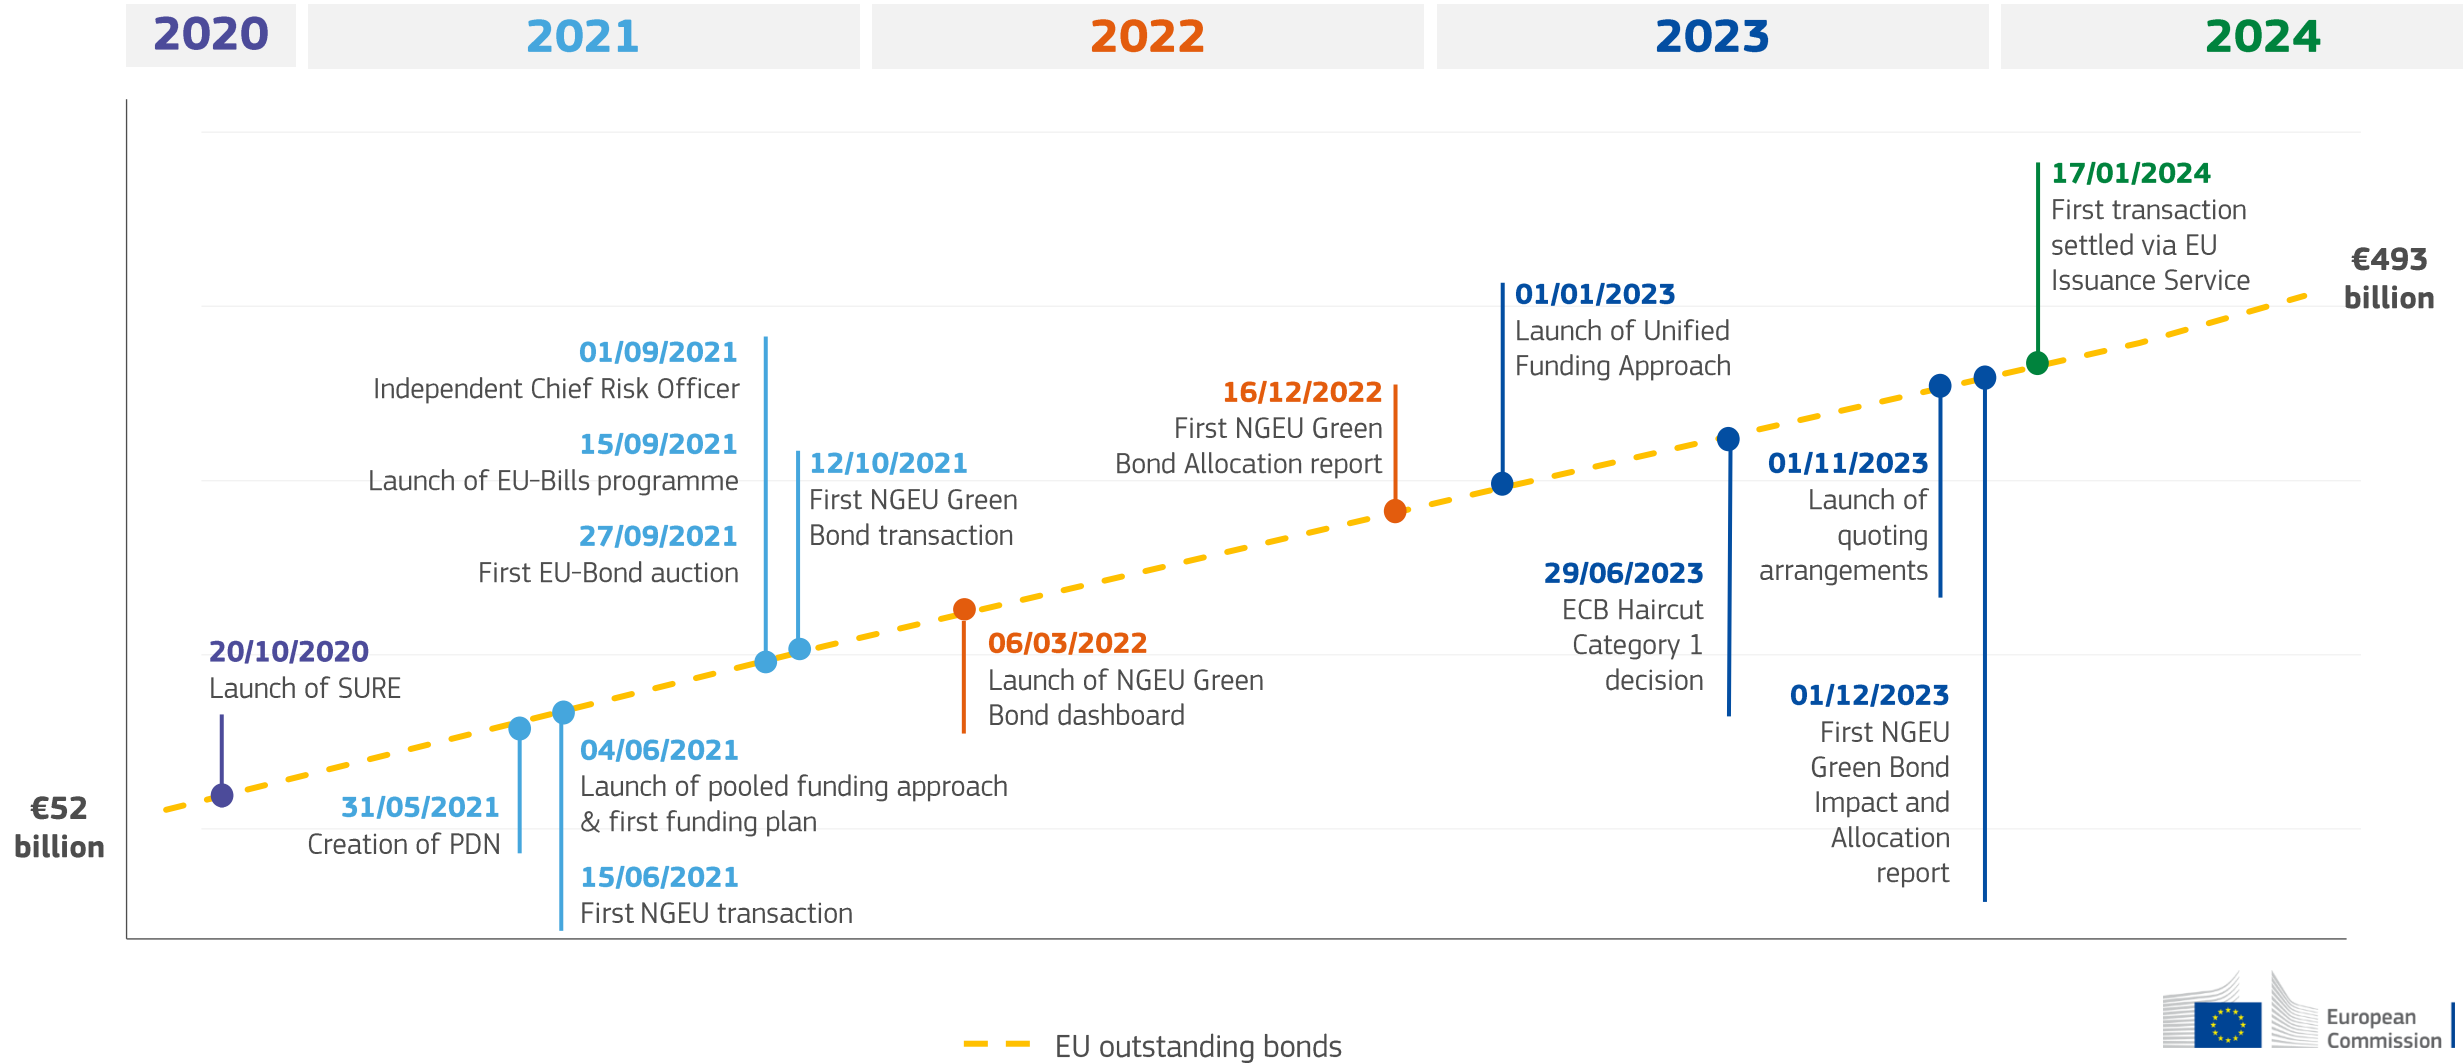 2020
2021
2022
2023
2024
17/01/2024
First transaction
settled via EU
Issuance Service
€493
billion
01/01/2023
Launch of Unified
Funding Approach
01/09/2021
Independent Chief Risk Officer
15/09/2021
Launch of EU-Bills programme
27/09/2021
First EU-Bond auction
12/10/2021
First NGEU Green
Bond transaction
16/12/2022
First NGEU Green
Bond Allocation report
01/11/2023
Launch of
quoting
arrangements
29/06/2023
ECB Haircut
Category 1
decision
20/10/2020
Launch of SURE
06/03/2022
Launch of NGEU Green
Bond dashboard
01/12/2023
First NGEU
Green Bond
Impact and
Allocation
report
04/06/2021
Launch of pooled funding approach
& first funding plan
31/05/2021
Creation of PDN
€52
billion
15/06/2021
First NGEU transaction
EU outstanding bonds
European
Commission